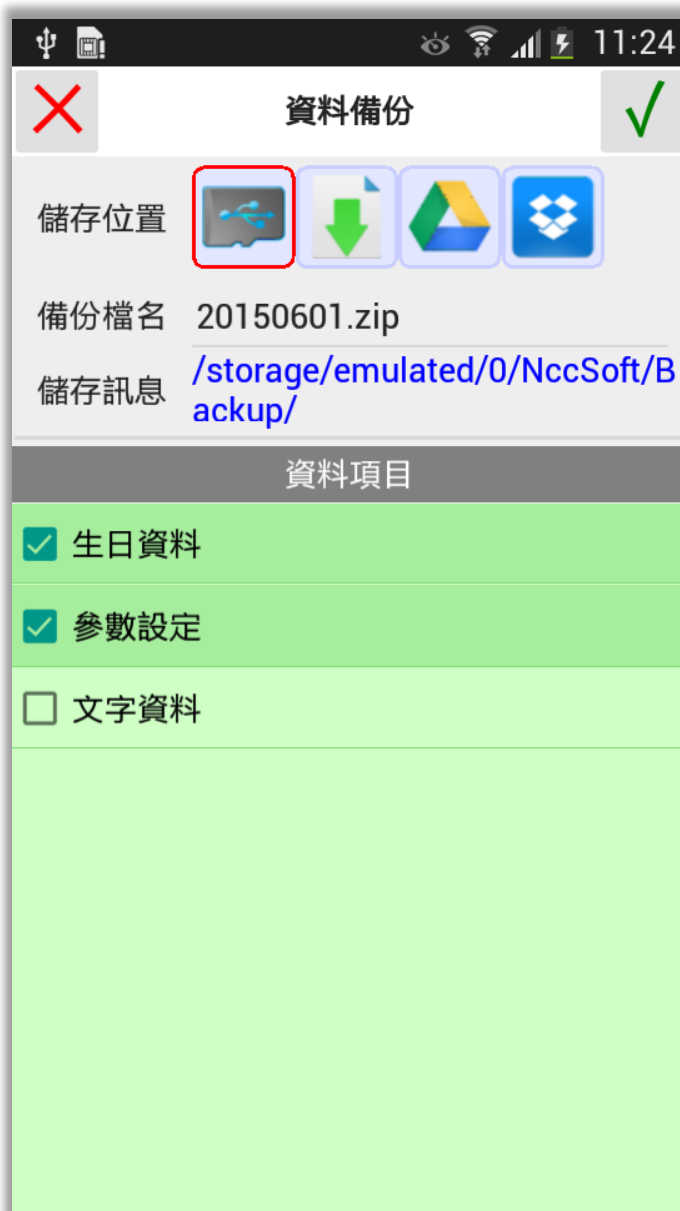 11:24
資料備份
儲存位置
備份檔名 20150601.zip
儲存訊息 /storage/emulated/0/NccSoft/B
ackup/
資料項目
生日資料
參數設定
文字資料